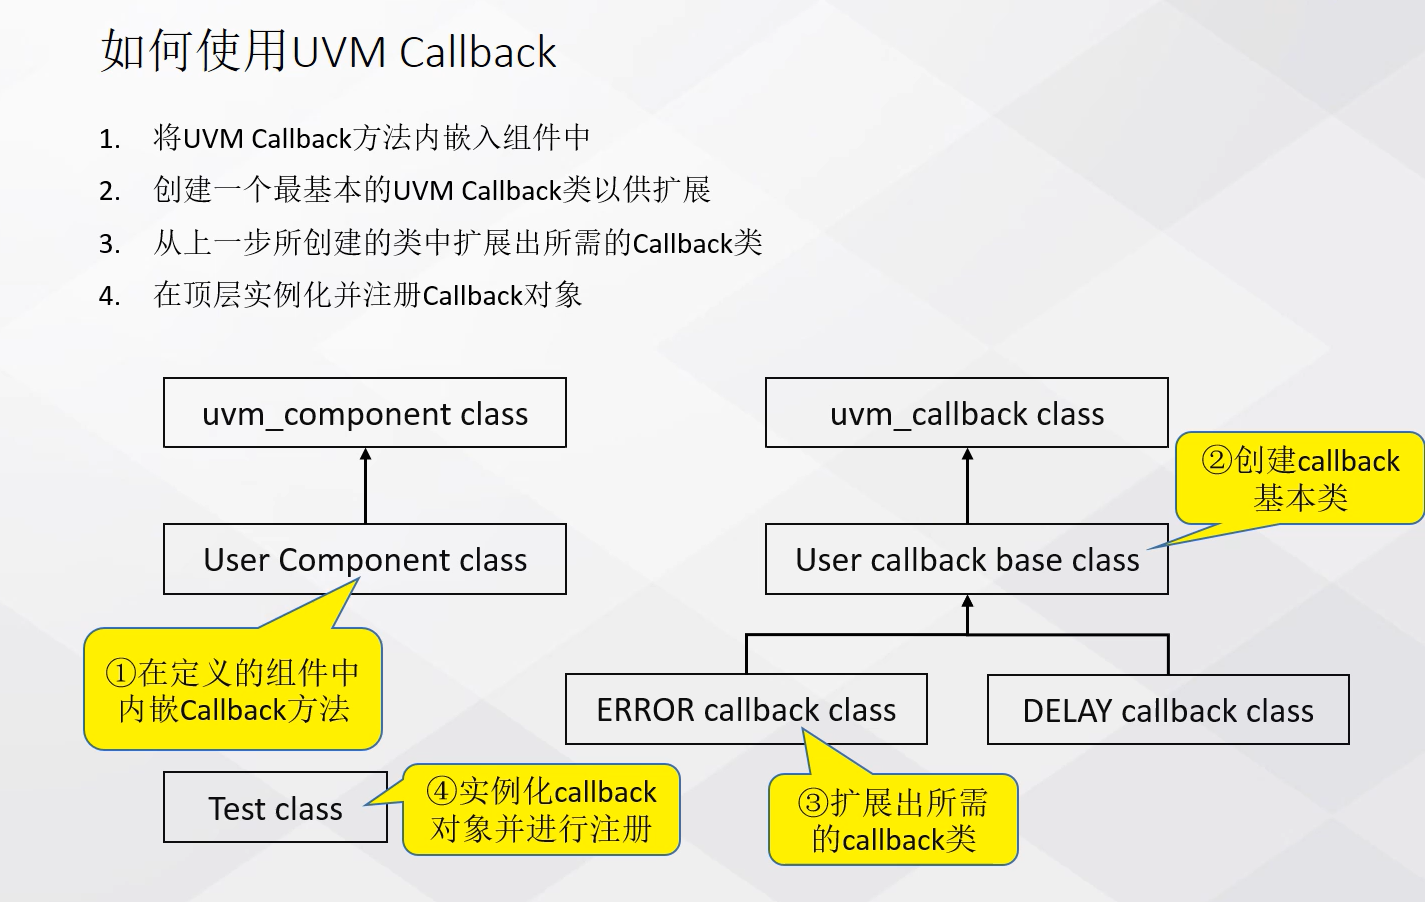 如何使用UVM Callback
1. 将UVM Callback方法内嵌入组件中
2. 创建一个最基本的UVM Callback类以供扩展
3. 从上一步所创建的类中扩展出所需的Callback类
4. 在顶层实例化并注册Callback对象
uvm_component class
uvm_callback class
②创建callback
基本类
User Component class
User callback base class
①在定义的组件中
内嵌Callback方法
ERROR callback class
DELAY callback class
Test class
④实例化callback
对象并进行注册
③扩展出所需
的callback类